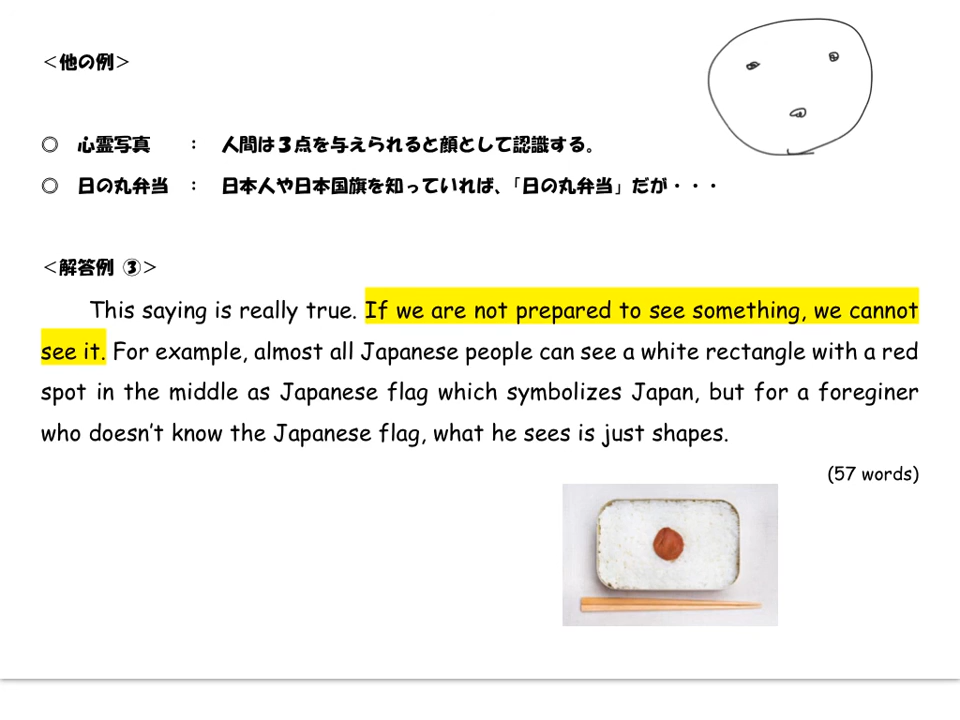 ＜他の例＞
◎　心霊写真　：　人間は３点を与えられると顔として認識する。
◎　日の丸弁当　：　日本人や日本国旗を知っていれば、「日の丸弁当」だが・・・
＜解答例 ③＞
This saying is really true. If we are not prepared to see something, we cannot
see it. For example, almost all Japanese people can see a white rectangle with a red
spot in the middle as Japanese flag which symbolizes Japan, but for a foreginer
who doesn't know the Japanese flag, what he sees is just shapes.
(57 words)